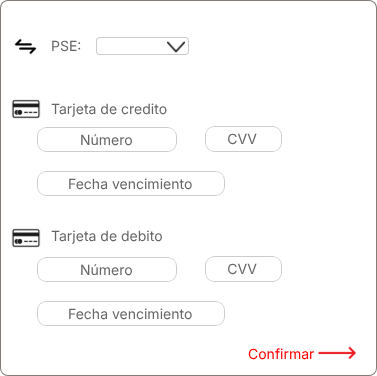 PSE:
Tarjeta de credito
Número CVV
Fecha vencimiento
Tarjeta de debito
Número CVV
Fecha vencimiento
Confirmar